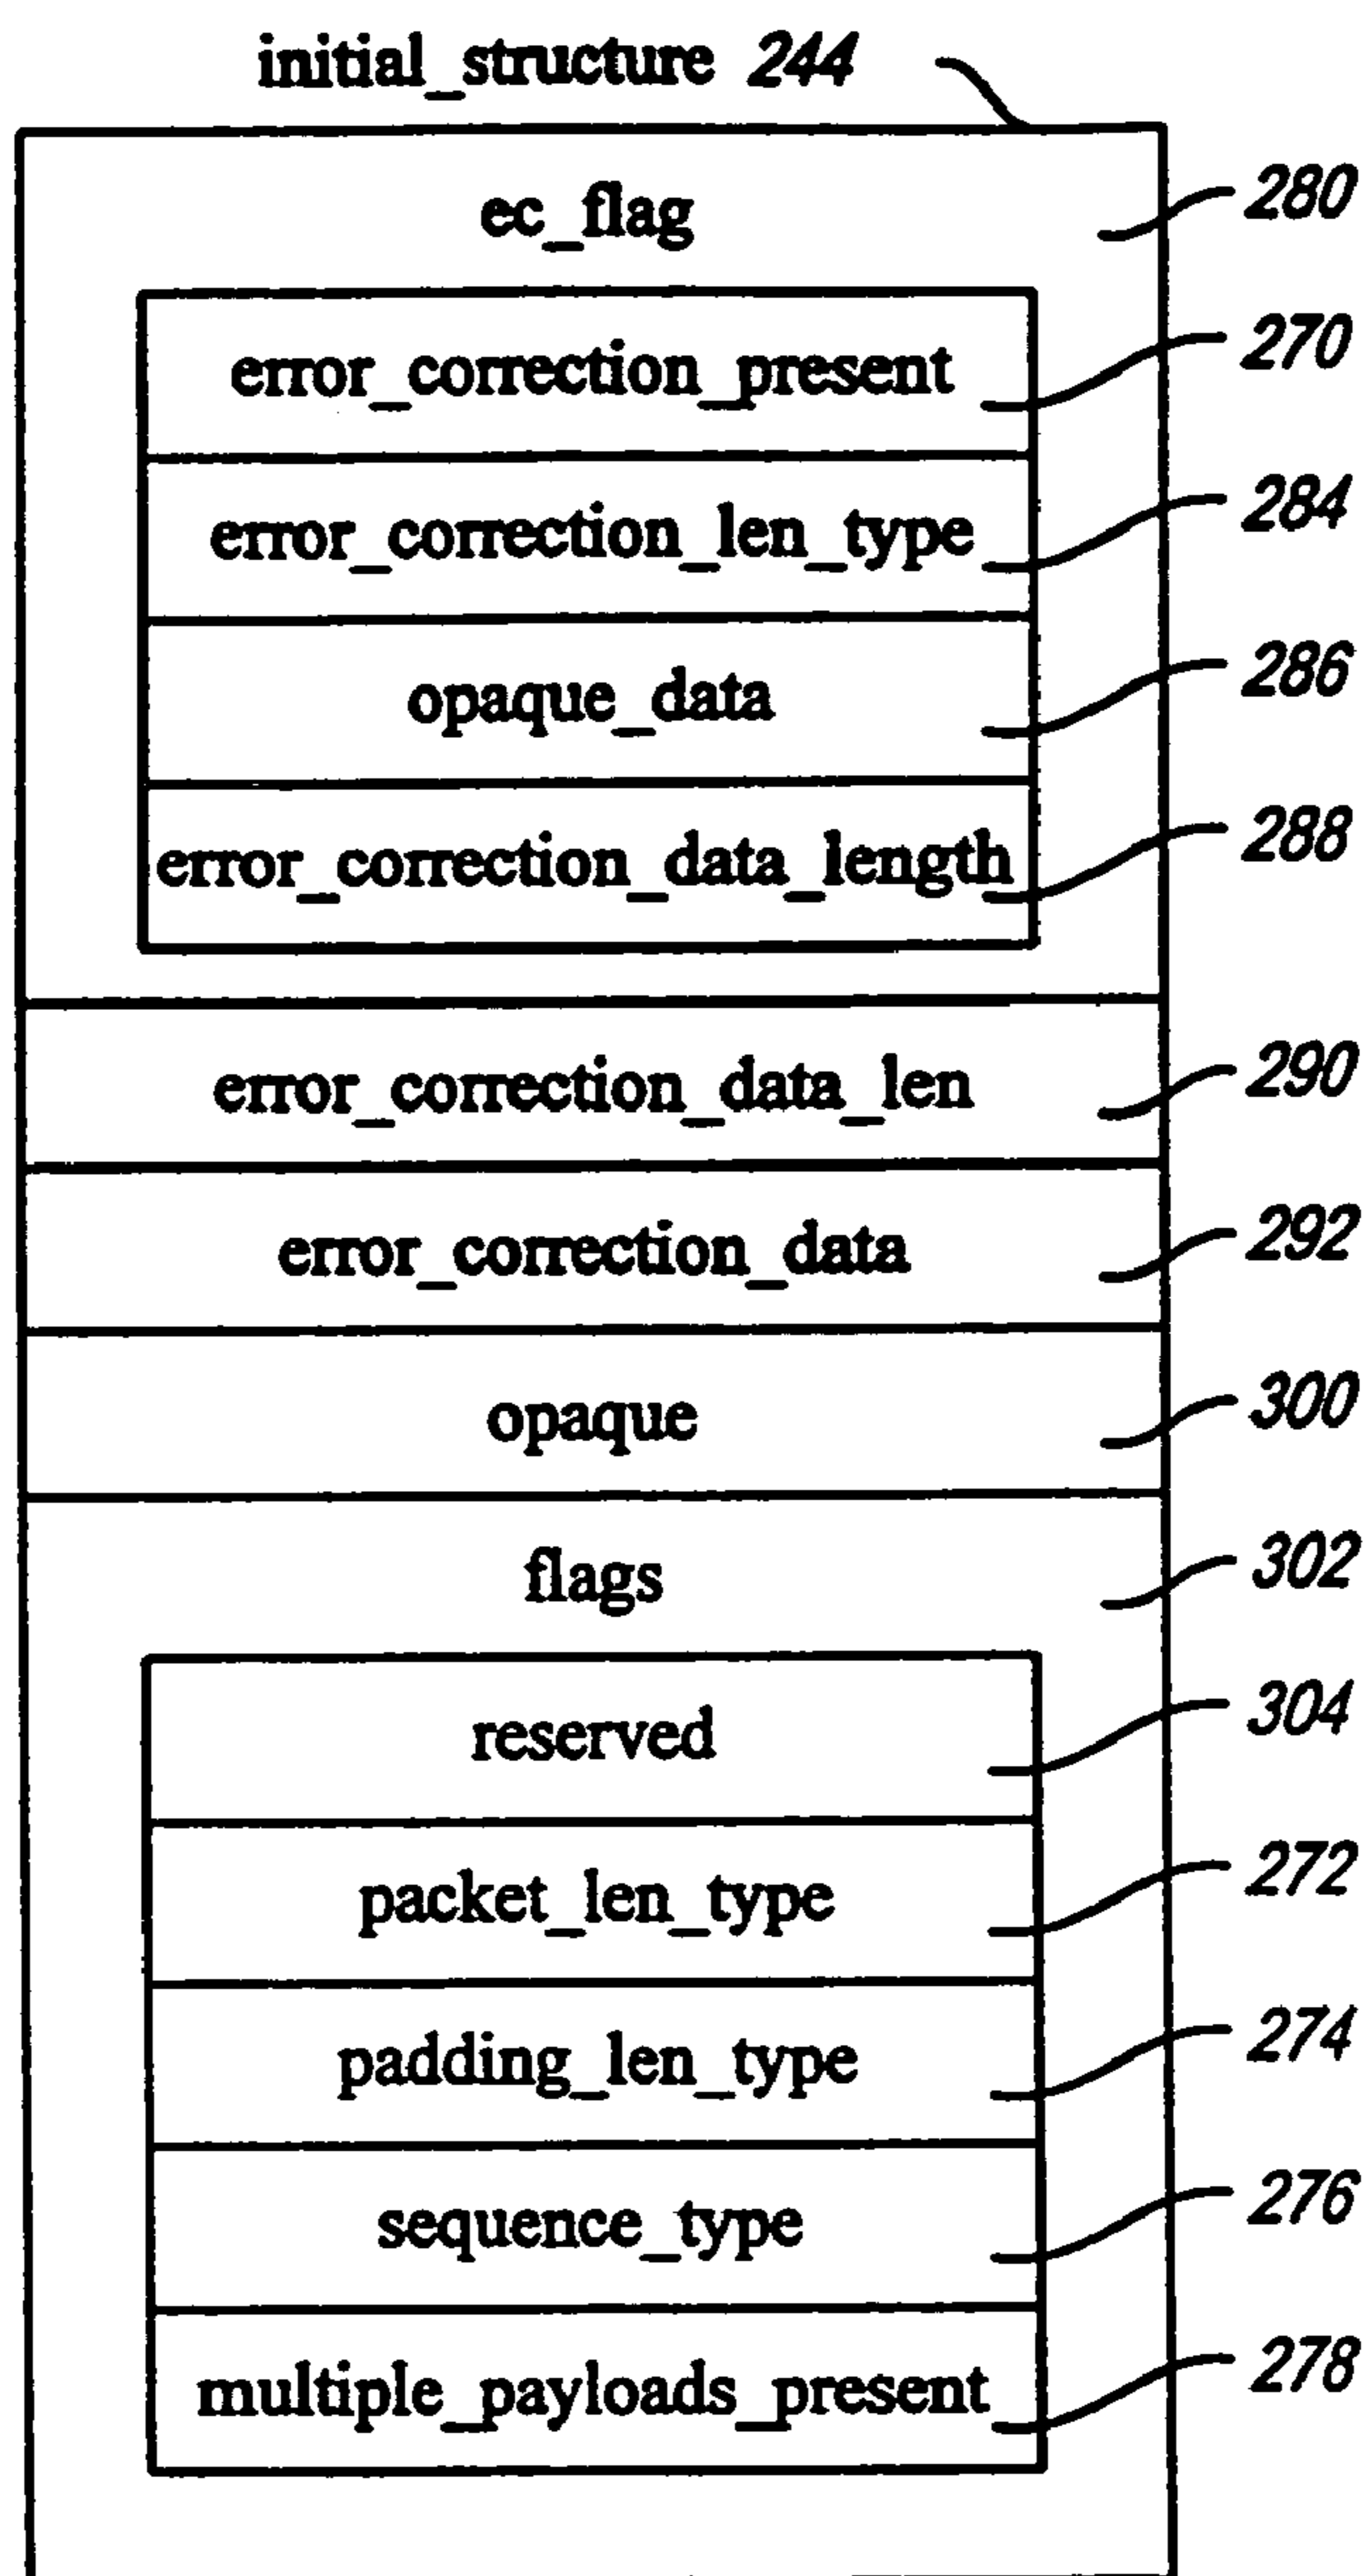 initial_structure 244
ec_flag 280
error_correction_present 270
error_correction_len_type 284
opaque_data 286
error_correction_data_length 288
error_correction_data_len 290
error_correction_data 292
opaque 300
flags 302
reserved 304
packet_len_type 272
padding_len_type 274
sequence_type 276
multiple_payloads_present 278